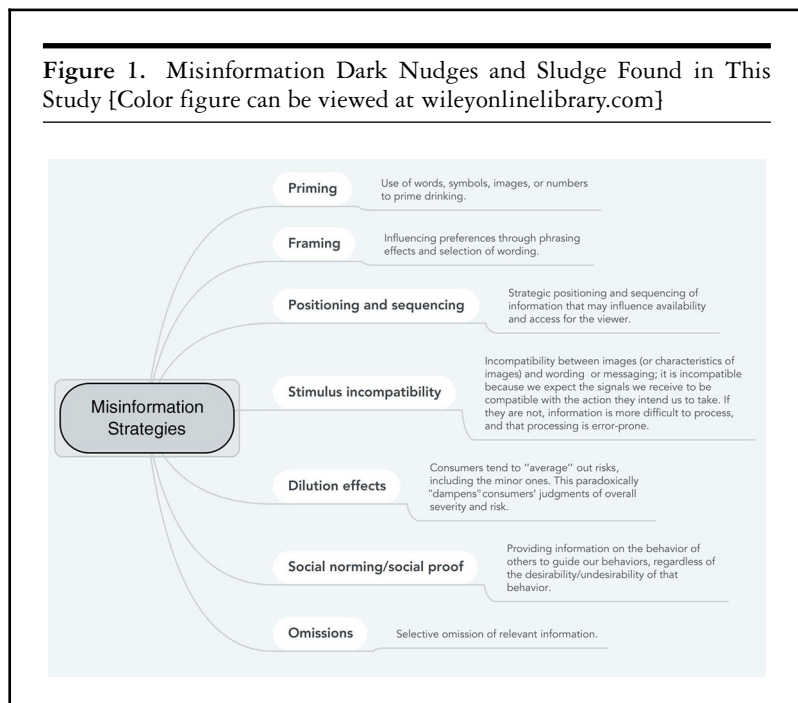 Figure 1. Misinformation Dark Nudges and Sludge Found in This
Study [Color figure can be viewed at wileyonlinelibrary.com]
Priming
Use of words, symbols, images, or numbers
to prime drinking.
Framing
Influencing preferences through phrasing
effects and selection of wording.
Positioning and sequencing
Strategic positioning and sequencing of
information that may influence availability
and access for the viewer.
Stimulus incompatibility
Incompatibility between images (or characteristics of
images) and wording or messaging; it is incompatible
because we expect the signals we receive to be
compatible with the action they intend us to take. If
they are not, information is more difficult to process,
and that processing is error-prone.
Misinformation
Strategies
Dilution effects
Consumers tend to “average” out risks,
including the minor ones. This paradoxically
"dampens"consumers’ judgments of overall
severity and risk.
Social norming/social proof
Providing information on the behavior of
others to guide our behaviors, regardless of
the desirability/undesirability of that
behavior.
Omissions
Selective omission of relevant information.